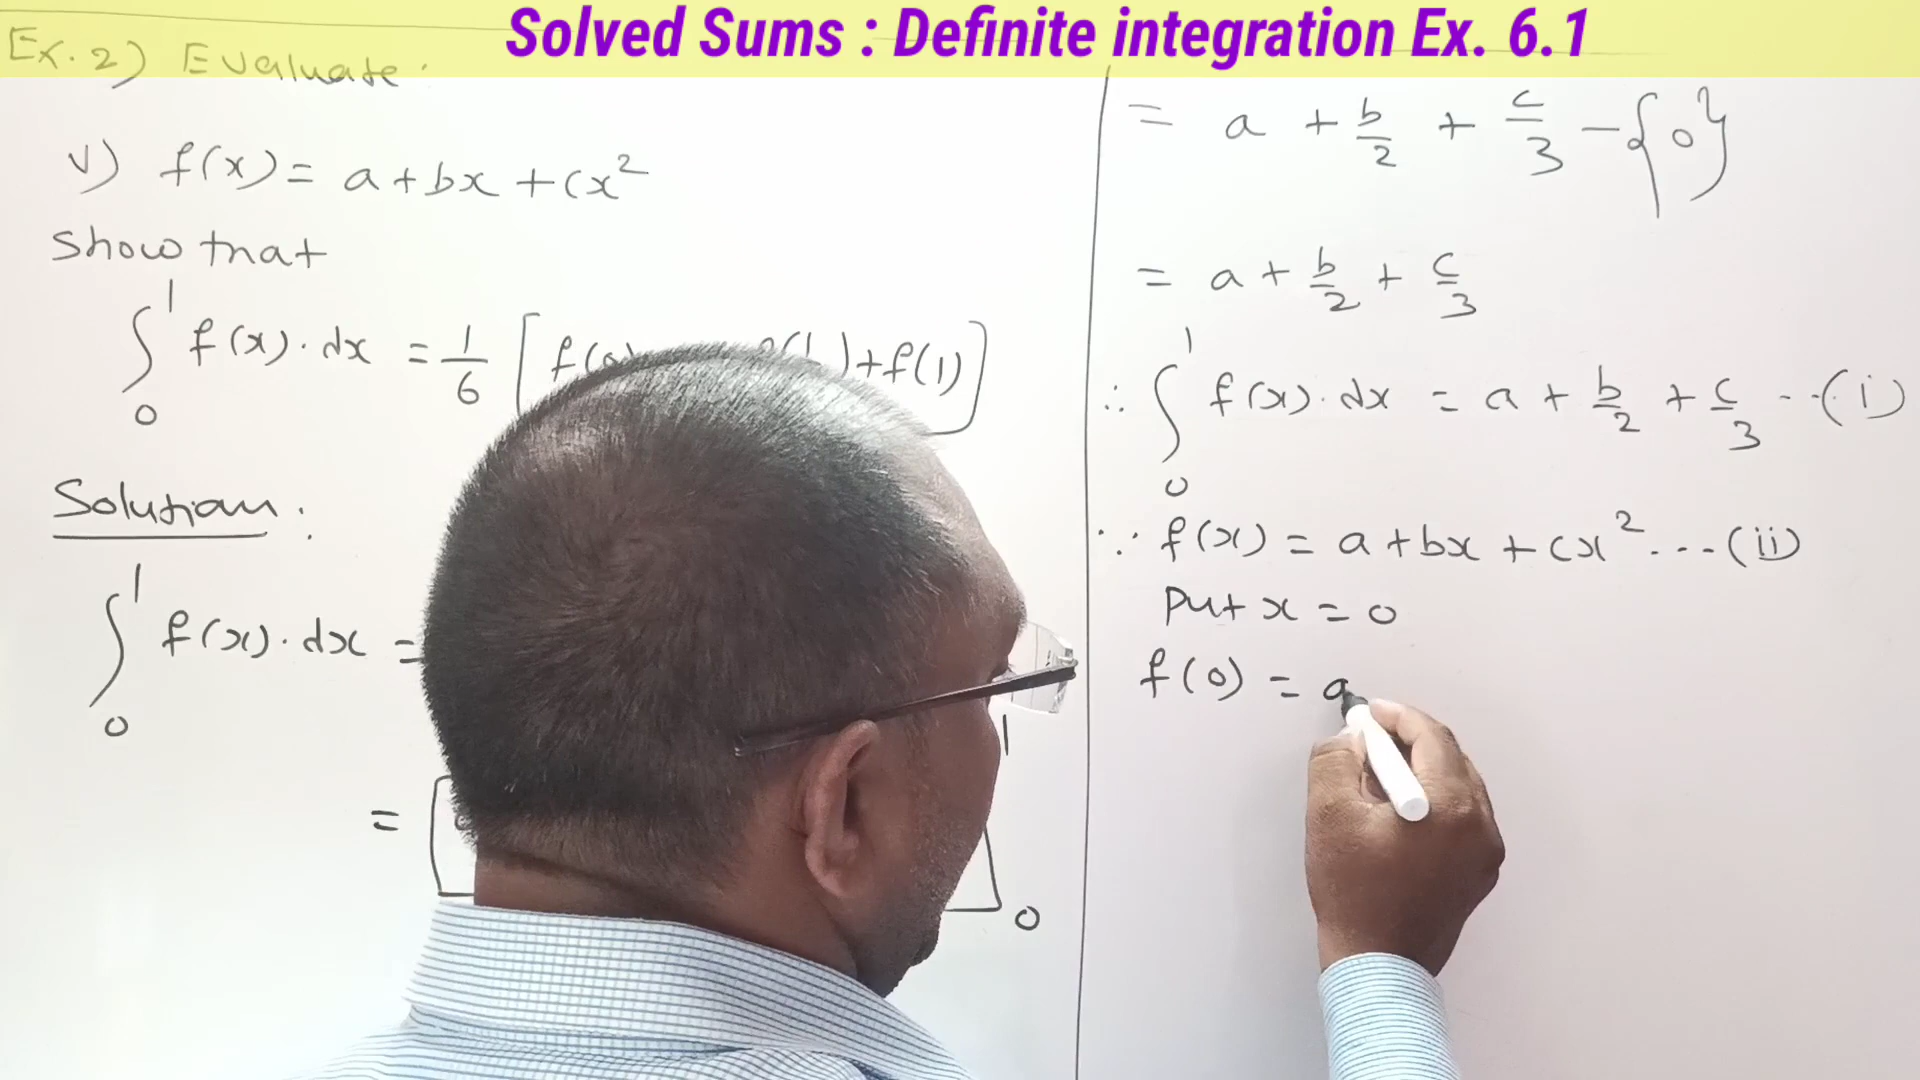 Solved Sums : Definite integration Ex. 6.1
Ex. 2) Evaluate :
v) f(x) = a + bx + cx²
Show that
∫₀¹ f(x) · dx = 1/6 [ f(0) ) + f(1) ]
Solution :
∫₀¹ f(x) · dx =
= [ ]₀¹
= a + b/2 + c/3 - {0}
= a + b/2 + c/3
∴ ∫₀¹ f(x) · dx = a + b/2 + c/3 ... (i)
∵ f(x) = a + bx + cx² .... (ii)
Put x = 0
f(0) = a